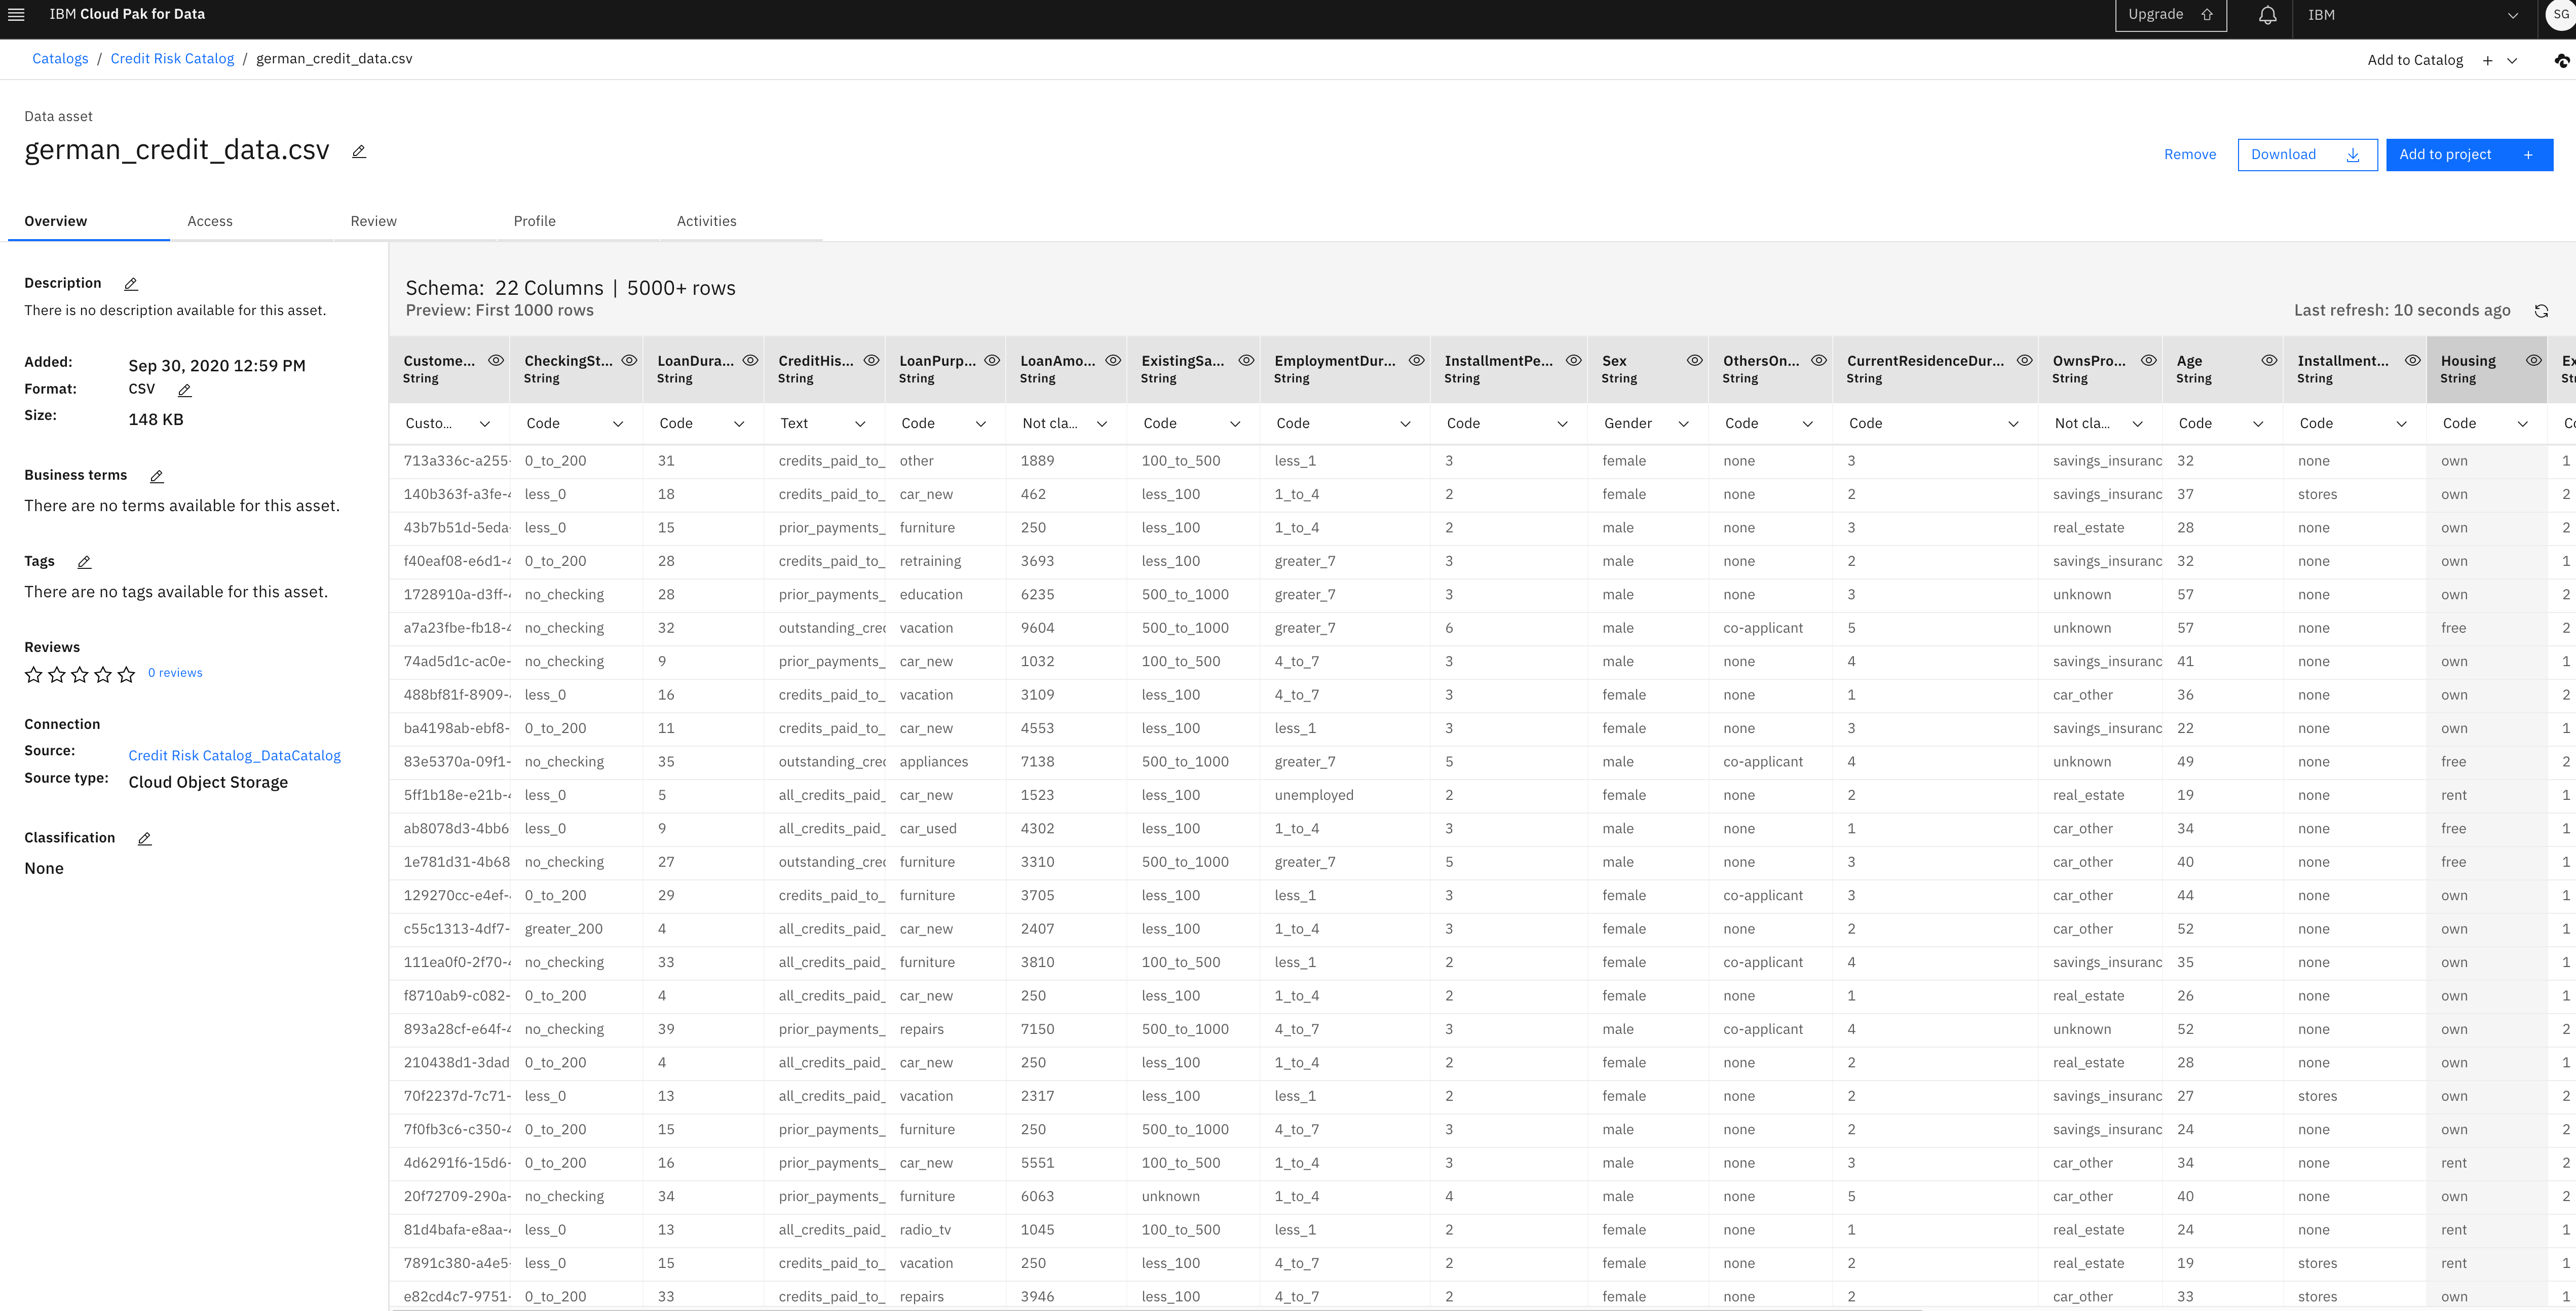 IBM Cloud Pak for Data
Upgrade
IBM
SG
Catalogs / Credit Risk Catalog / german_credit_data.csv
Add to Catalog +
Data asset
german_credit_data.csv
Remove
Download
Add to project +
Overview Access Review Profile Activities
Description
There is no description available for this asset.
Added: Sep 30, 2020 12:59 PM
Format: CSV
Size: 148 KB
Business terms
There are no terms available for this asset.
Tags
There are no tags available for this asset.
Reviews
0 reviews
Connection
Source: Credit Risk Catalog_DataCatalog
Source type: Cloud Object Storage
Classification
None
Schema: 22 Columns | 5000+ rows
Preview: First 1000 rows
Last refresh: 10 seconds ago
Custome... CheckingSt... LoanDura... CreditHis... LoanPurp... LoanAmo... ExistingSa... EmploymentDur... InstallmentPe... Sex OthersOn... CurrentResidenceDur... OwnsPro... Age Installment... Housing Ex
String String String String String String String String String String String String String String String String St
Custo... Code Code Text Code Not cla... Code Code Code Gender Code Code Not cla... Code Code Code Co
713a336c-a255- 0_to_200 31 credits_paid_to_ other 1889 100_to_500 less_1 3 female none 3 savings_insuranc 32 none own 1
140b363f-a3fe- less_0 18 credits_paid_to_ car_new 462 less_100 1_to_4 2 female none 2 savings_insuranc 37 stores own 2
43b7b51d-5eda- less_0 15 prior_payments_ furniture 250 less_100 1_to_4 2 male none 3 real_estate 28 none own 2
f40eaf08-e6d1-4 0_to_200 28 credits_paid_to_ retraining 3693 less_100 greater_7 3 male none 2 savings_insuranc 32 none own 1
1728910a-d3ff- no_checking 28 prior_payments_ education 6235 500_to_1000 greater_7 3 male none 3 unknown 57 none own 2
a7a23fbe-fb18-4 no_checking 32 outstanding_cred vacation 9604 500_to_1000 greater_7 6 male co-applicant 5 unknown 57 none free 2
74ad5d1c-ac0e- no_checking 9 prior_payments_ car_new 1032 100_to_500 4_to_7 3 male none 4 savings_insuranc 41 none own 1
488bf81f-8909- less_0 16 credits_paid_to_ vacation 3109 less_100 4_to_7 3 female none 1 car_other 36 none own 2
ba4198ab-ebf8- 0_to_200 11 credits_paid_to_ car_new 4553 less_100 less_1 3 female none 3 savings_insuranc 22 none own 1
83e5370a-09f1- no_checking 35 outstanding_cred appliances 7138 500_to_1000 greater_7 5 male co-applicant 4 unknown 49 none free 2
5ff1b18e-e21b- less_0 5 all_credits_paid_ car_new 1523 less_100 unemployed 2 female none 2 real_estate 19 none rent 1
ab8078d3-4bb6 less_0 9 all_credits_paid_ car_used 4302 less_100 1_to_4 3 male none 1 car_other 34 none free 1
1e781d31-4b68 no_checking 27 outstanding_cred furniture 3310 500_to_1000 greater_7 5 male none 3 car_other 40 none free 1
129270cc-e4ef- 0_to_200 29 credits_paid_to_ furniture 3705 less_100 less_1 3 female co-applicant 3 car_other 44 none own 1
c55c1313-4df7- greater_200 4 all_credits_paid_ car_new 2407 less_100 1_to_4 3 female none 2 car_other 52 none own 1
111ea0f0-2f70-4 no_checking 33 all_credits_paid_ furniture 3810 100_to_500 less_1 2 female co-applicant 4 savings_insuranc 35 none own 1
f8710ab9-c082- 0_to_200 4 all_credits_paid_ car_new 250 less_100 1_to_4 2 female none 1 real_estate 26 none own 1
893a28cf-e64f-4 no_checking 39 prior_payments_ repairs 7150 500_to_1000 4_to_7 3 male co-applicant 4 unknown 52 none own 2
210438d1-3dad 0_to_200 4 all_credits_paid_ car_new 250 less_100 1_to_4 2 female none 2 real_estate 28 none own 1
70f2237d-7c71- less_0 13 all_credits_paid_ vacation 2317 less_100 less_1 2 female none 2 savings_insuranc 27 stores own 2
7f0fb3c6-c350-4 0_to_200 15 prior_payments_ furniture 250 500_to_1000 4_to_7 3 male none 2 savings_insuranc 24 none own 2
4d6291f6-15d6- 0_to_200 16 prior_payments_ car_new 5551 100_to_500 1_to_4 3 male none 3 car_other 34 none rent 2
20f72709-290a- no_checking 34 prior_payments_ furniture 6063 unknown 1_to_4 4 male none 5 car_other 40 none own 2
81d4bafa-e8aa- less_0 13 all_credits_paid_ radio_tv 1045 100_to_500 less_1 2 female none 1 real_estate 24 none rent 1
7891c380-a4e5- less_0 15 credits_paid_to_ vacation 250 less_100 4_to_7 2 female none 2 real_estate 19 stores rent 1
e82cd4c7-9751- 0_to_200 33 credits_paid_to_ repairs 3946 less_100 4_to_7 2 female none 2 car_other 33 stores own 1